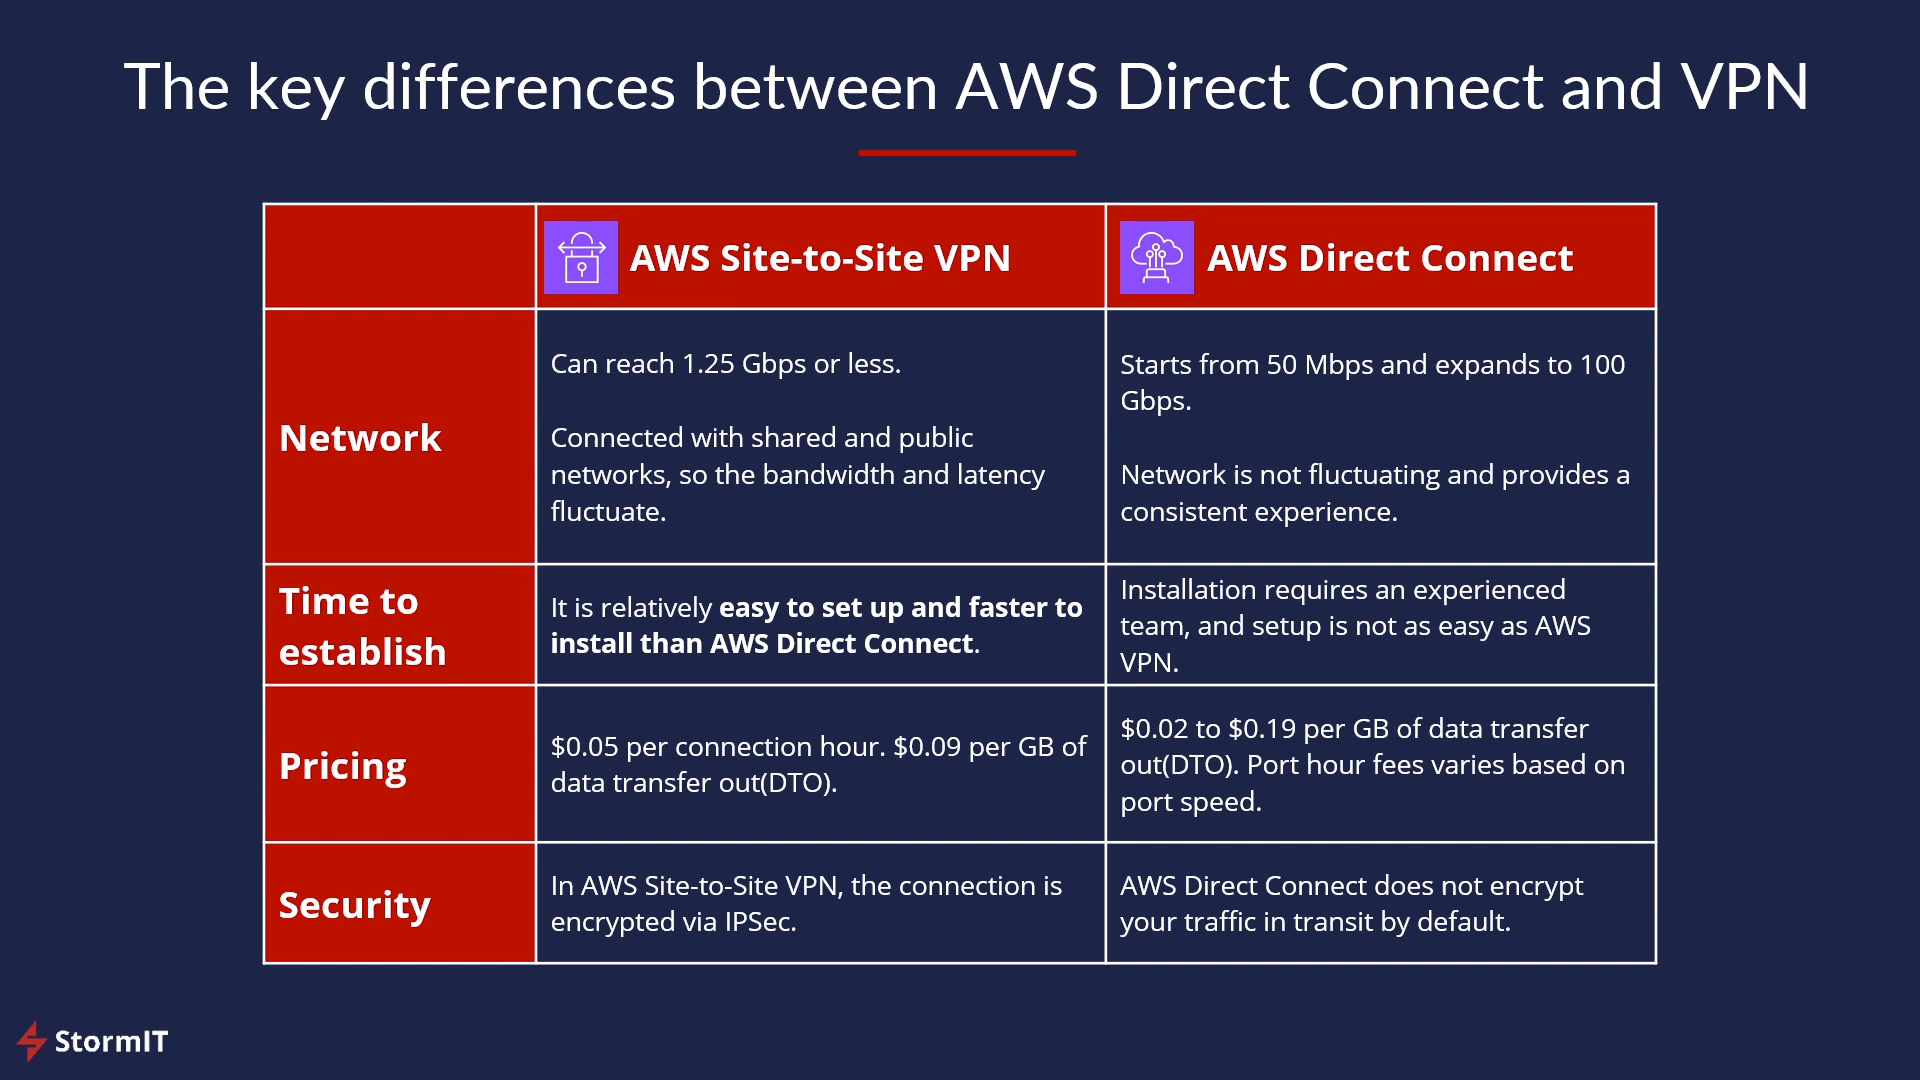 The key differences between AWS Direct Connect and VPN
AWS Site-to-Site VPN
AWS Direct Connect
Network
Can reach 1.25 Gbps or less.
Connected with shared and public
networks, so the bandwidth and latency
fluctuate.
Starts from 50 Mbps and expands to 100
Gbps.
Network is not fluctuating and provides a
consistent experience.
Time to
establish
It is relatively easy to set up and faster to
install than AWS Direct Connect.
Installation requires an experienced
team, and setup is not as easy as AWS
VPN.
Pricing
$0.05 per connection hour. $0.09 per GB of
data transfer out(DTO).
$0.02 to $0.19 per GB of data transfer
out(DTO). Port hour fees varies based on
port speed.
Security
In AWS Site-to-Site VPN, the connection is
encrypted via IPSec.
AWS Direct Connect does not encrypt
your traffic in transit by default.
StormIT